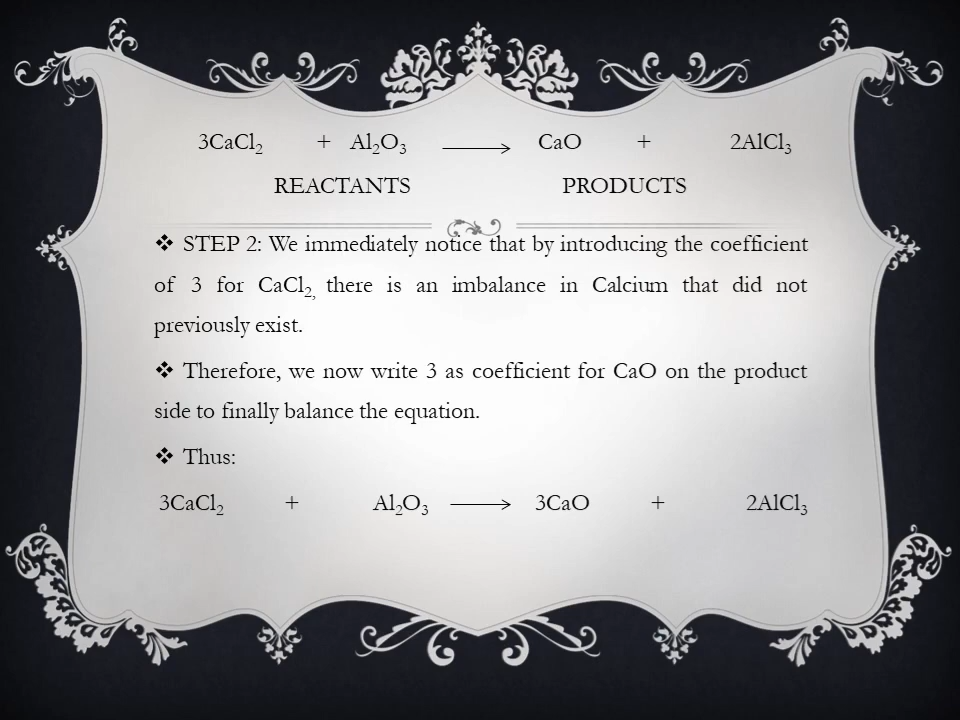 3CaCl₂ + Al₂O₃ ⟶ CaO + 2AlCl₃
REACTANTS PRODUCTS
❖ STEP 2: We immediately notice that by introducing the coefficient
of 3 for CaCl₂, there is an imbalance in Calcium that did not
previously exist.
❖ Therefore, we now write 3 as coefficient for CaO on the product
side to finally balance the equation.
❖ Thus:
3CaCl₂ + Al₂O₃ ⟶ 3CaO + 2AlCl₃